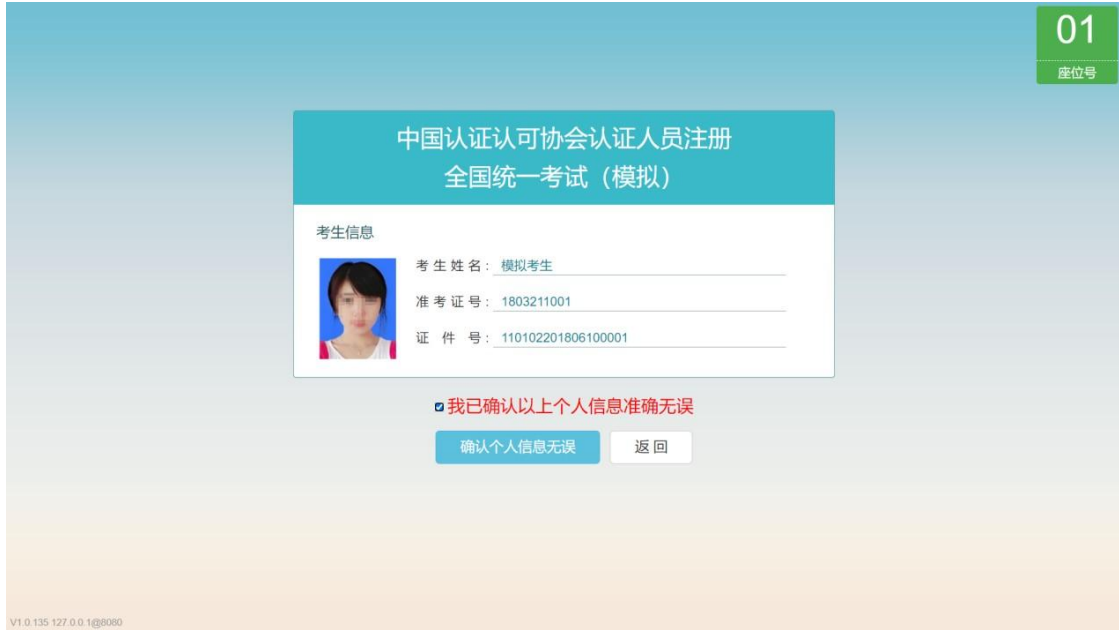 01
座位号
中国认证认可协会认证人员注册
全国统一考试（模拟）
考生信息
考生姓名: 模拟考生
准考证号: 1803211001
证件号: 110102201806100001
我已确认以上个人信息准确无误
确认个人信息无误
返回
V1.0.135 127.0.0.1@8080